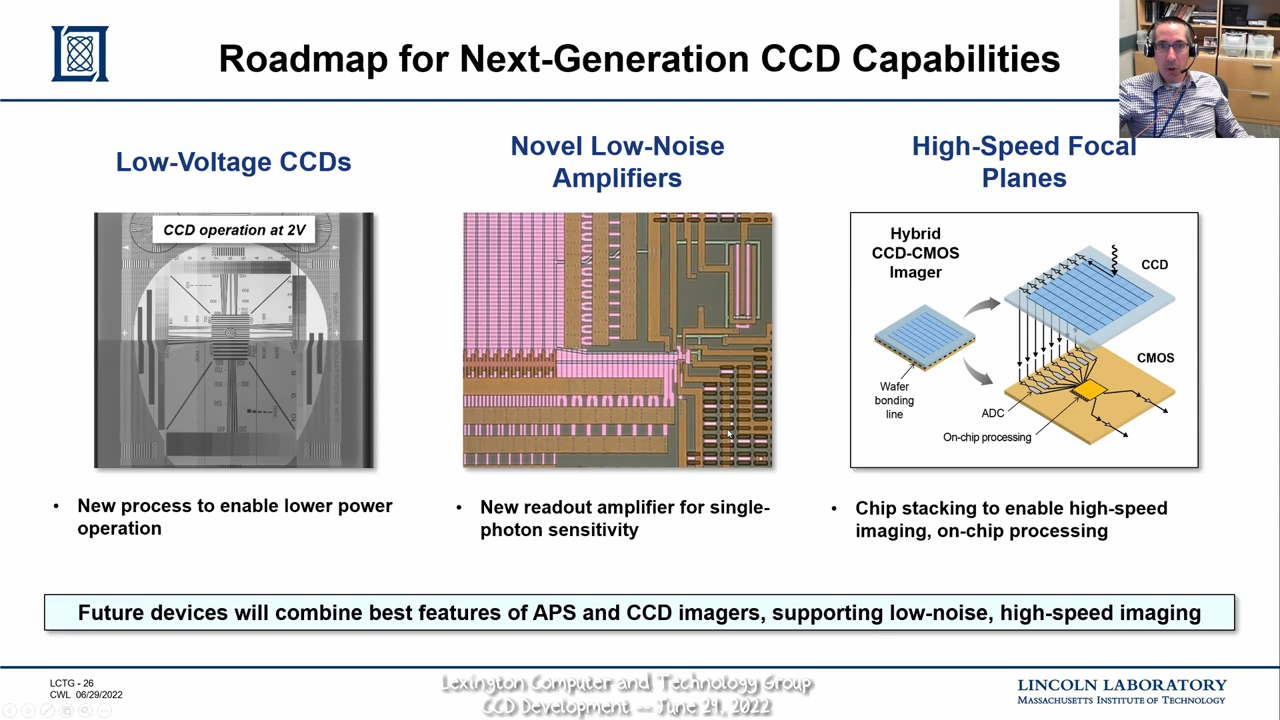 Roadmap for Next-Generation CCD Capabilities
Low-Voltage CCDs
CCD operation at 2V
• New process to enable lower power
operation
Novel Low-Noise
Amplifiers
• New readout amplifier for single-
photon sensitivity
High-Speed Focal
Planes
Hybrid
CCD-CMOS
Imager
CCD
CMOS
Wafer
bonding
line
ADC
On-chip processing
• Chip stacking to enable high-speed
imaging, on-chip processing
Future devices will combine best features of APS and CCD imagers, supporting low-noise, high-speed imaging
LCTG - 26
CWL 06/29/2022
Lexington Computer and Technology Group
CCD Development -- June 29, 2022
LINCOLN LABORATORY
MASSACHUSETTS INSTITUTE OF TECHNOLOGY